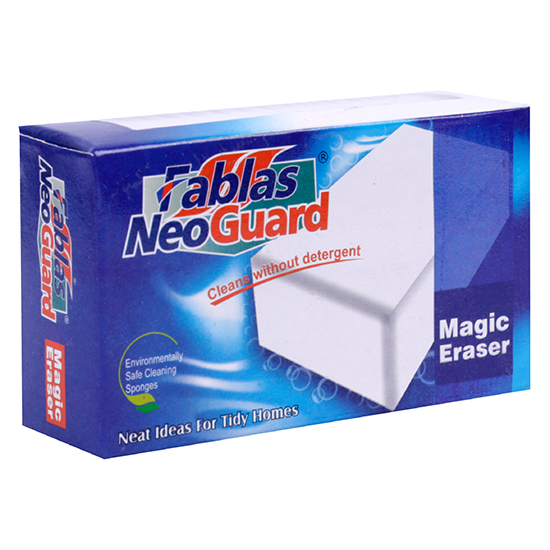 Fablas®
NeoGuard
Cleans without detergent
Magic
Eraser
Environmentally
Safe Cleaning
Sponges
Neat Ideas For Tidy Homes
Fablas
NeoGuard®
Magic
Eraser